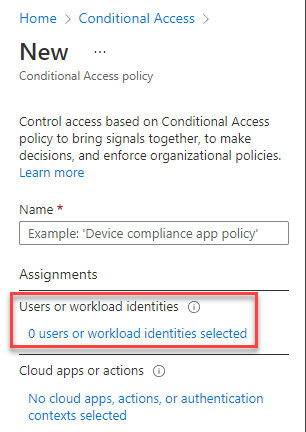 Home > Conditional Access >
New ...
Conditional Access policy
Control access based on Conditional Access
policy to bring signals together, to make
decisions, and enforce organizational policies.
Learn more
Name *
Example: 'Device compliance app policy'
Assignments
Users or workload identities
0 users or workload identities selected
Cloud apps or actions
No cloud apps, actions, or authentication
contexts selected